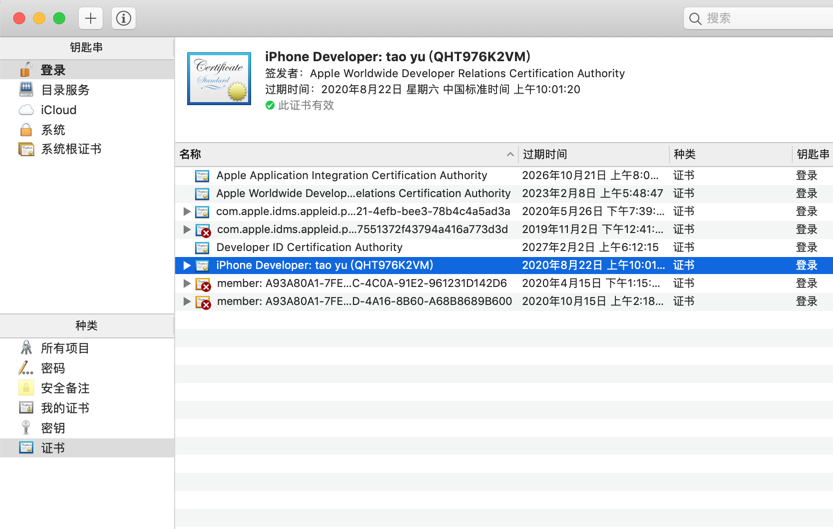 搜索
钥匙串
登录
目录服务
iCloud
系统
系统根证书
Certificate
Standard
iPhone Developer: tao yu (QHT976K2VM)
签发者：Apple Worldwide Developer Relations Certification Authority
过期时间：2020年8月22日 星期六 中国标准时间 上午10:01:20
此证书有效
名称 过期时间 种类 钥匙串
Apple Application Integration Certification Authority 2026年10月21日 上午8:0... 证书 登录
Apple Worldwide Develop...elations Certification Authority 2023年2月8日 上午5:48:47 证书 登录
com.apple.idms.appleid.p...21-4efb-bee3-78b4c4a5ad3a 2020年5月26日 下午7:39:... 证书 登录
com.apple.idms.appleid.p...7551372f43794a416a773d3d 2019年11月2日 下午12:41:... 证书 登录
Developer ID Certification Authority 2027年2月2日 上午6:12:15 证书 登录
iPhone Developer: tao yu (QHT976K2VM) 2020年8月22日 上午10:01... 证书 登录
member: A93A80A1-7FE...C-4C0A-91E2-961231D142D6 2020年4月15日 下午1:15:... 证书 登录
member: A93A80A1-7FE...D-4A16-8B60-A68B8689B600 2020年10月15日 上午2:18... 证书 登录
种类
所有项目
密码
安全备注
我的证书
密钥
证书